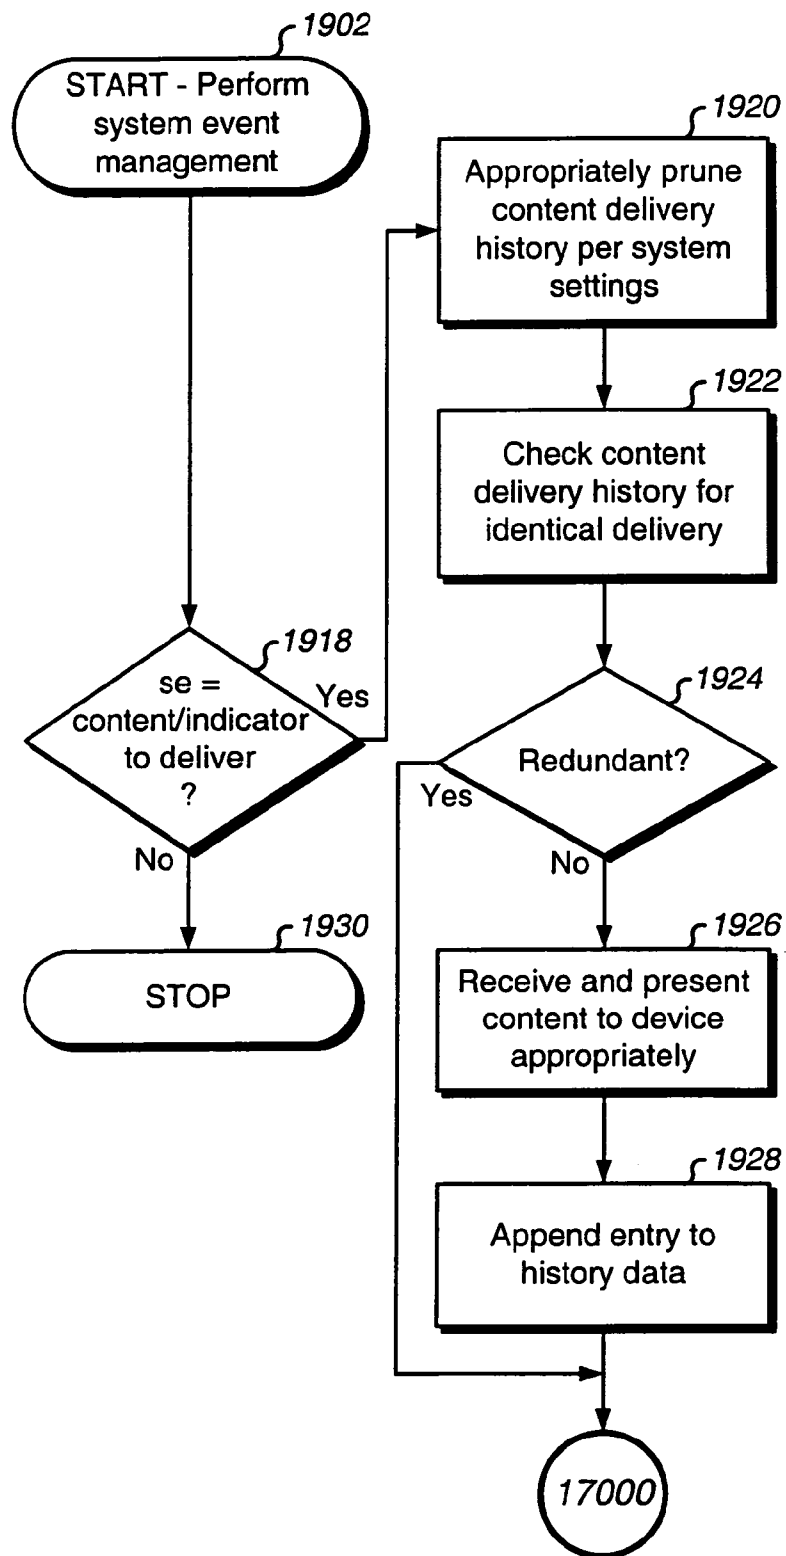 1902
START - Perform
system event
management
1918
se =
content/indicator
to deliver
?
Yes
No
1930
STOP
1920
Appropriately prune
content delivery
history per system
settings
1922
Check content
delivery history for
identical delivery
1924
Redundant?
Yes
No
1926
Receive and present
content to device
appropriately
1928
Append entry to
history data
17000